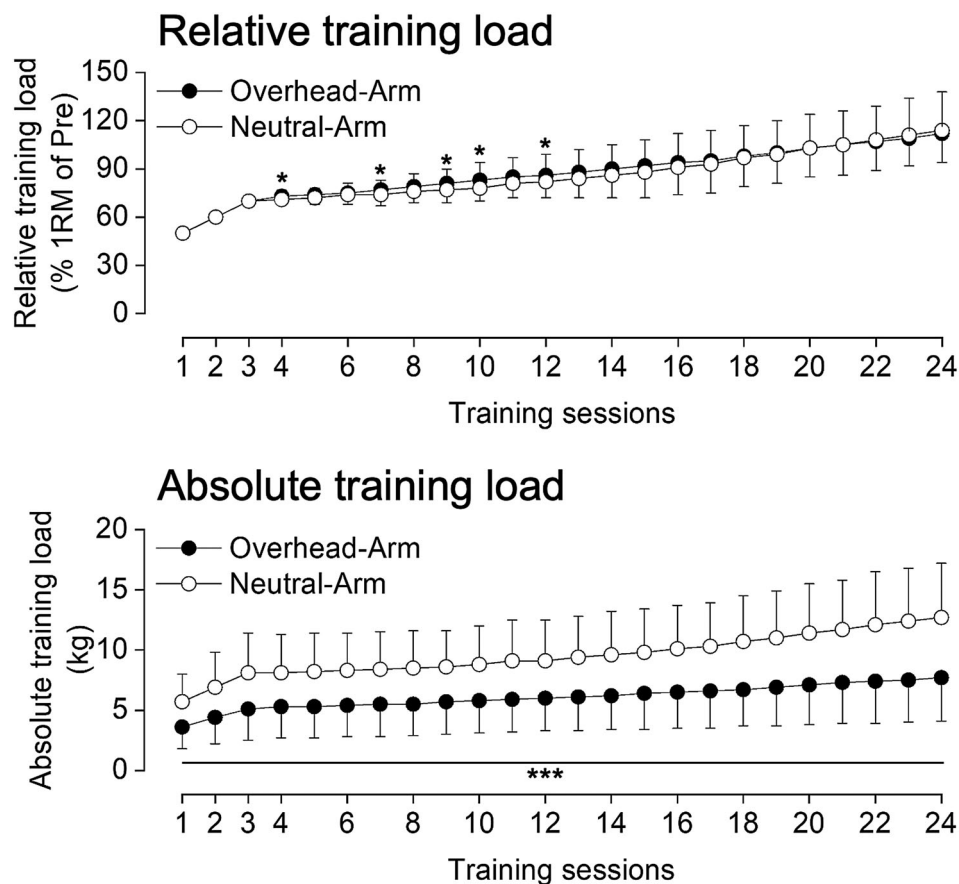 Relative training load
Relative training load
(% 1RM of Pre)
150
120
90
60
30
0
Overhead-Arm
Neutral-Arm
* * * * *
1 2 3 4 6 8 10 12 14 16 18 20 22 24
Training sessions
Absolute training load
Absolute training load
(kg)
20
15
10
5
0
Overhead-Arm
Neutral-Arm
***
1 2 3 4 6 8 10 12 14 16 18 20 22 24
Training sessions